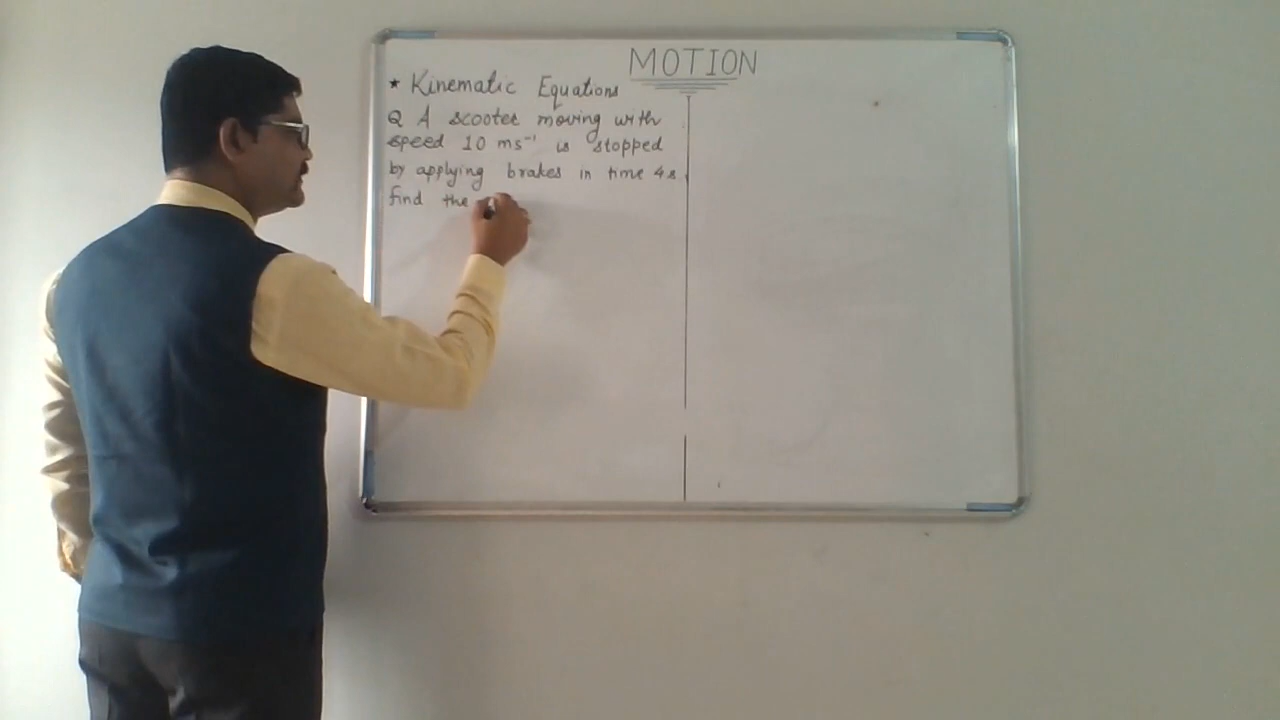 MOTION
★ Kinematic Equations
Q A scooter moving with
speed 10 ms⁻¹ is stopped
by applying brakes in time 4s.
find the